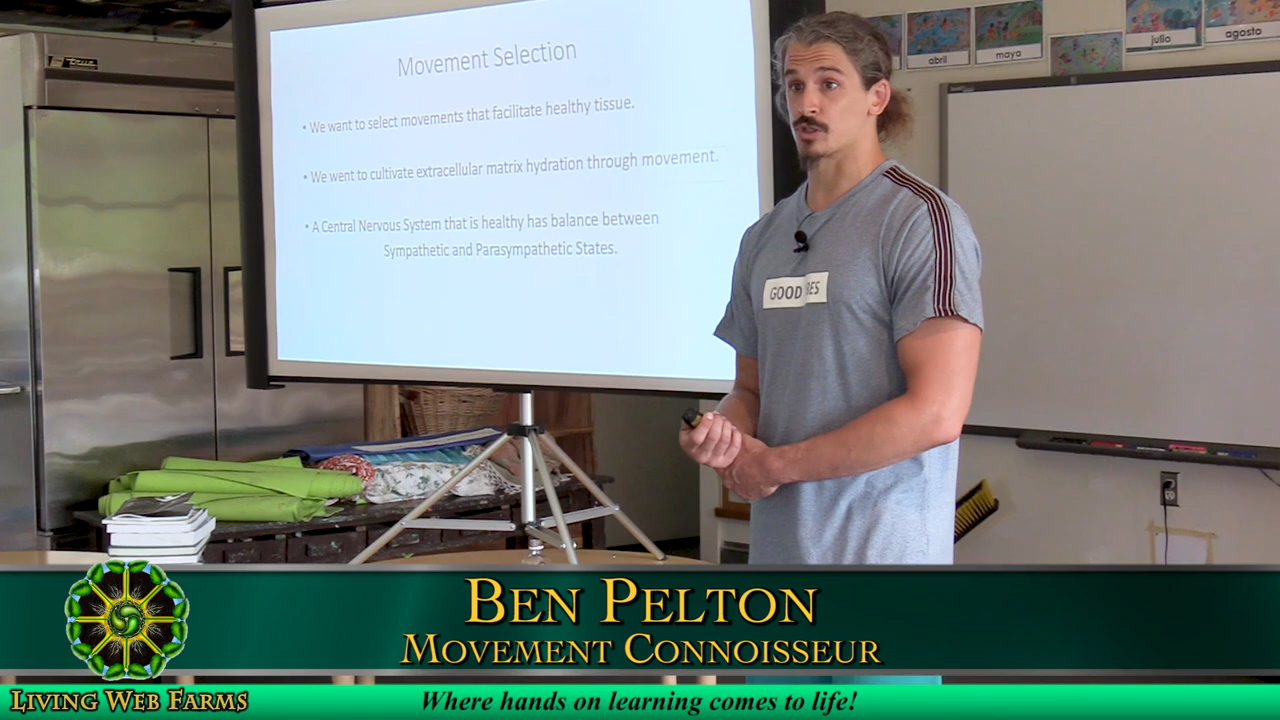 true
Movement Selection
• We want to select movements that facilitate healthy tissue.
• We went to cultivate extracellular matrix hydration through movement.
• A Central Nervous System that is healthy has balance between
Sympathetic and Parasympathetic States.
abril
mayo
julio
agosto
GOOD
BEN PELTON
MOVEMENT CONNOISSEUR
LIVING WEB FARMS
Where hands on learning comes to life!